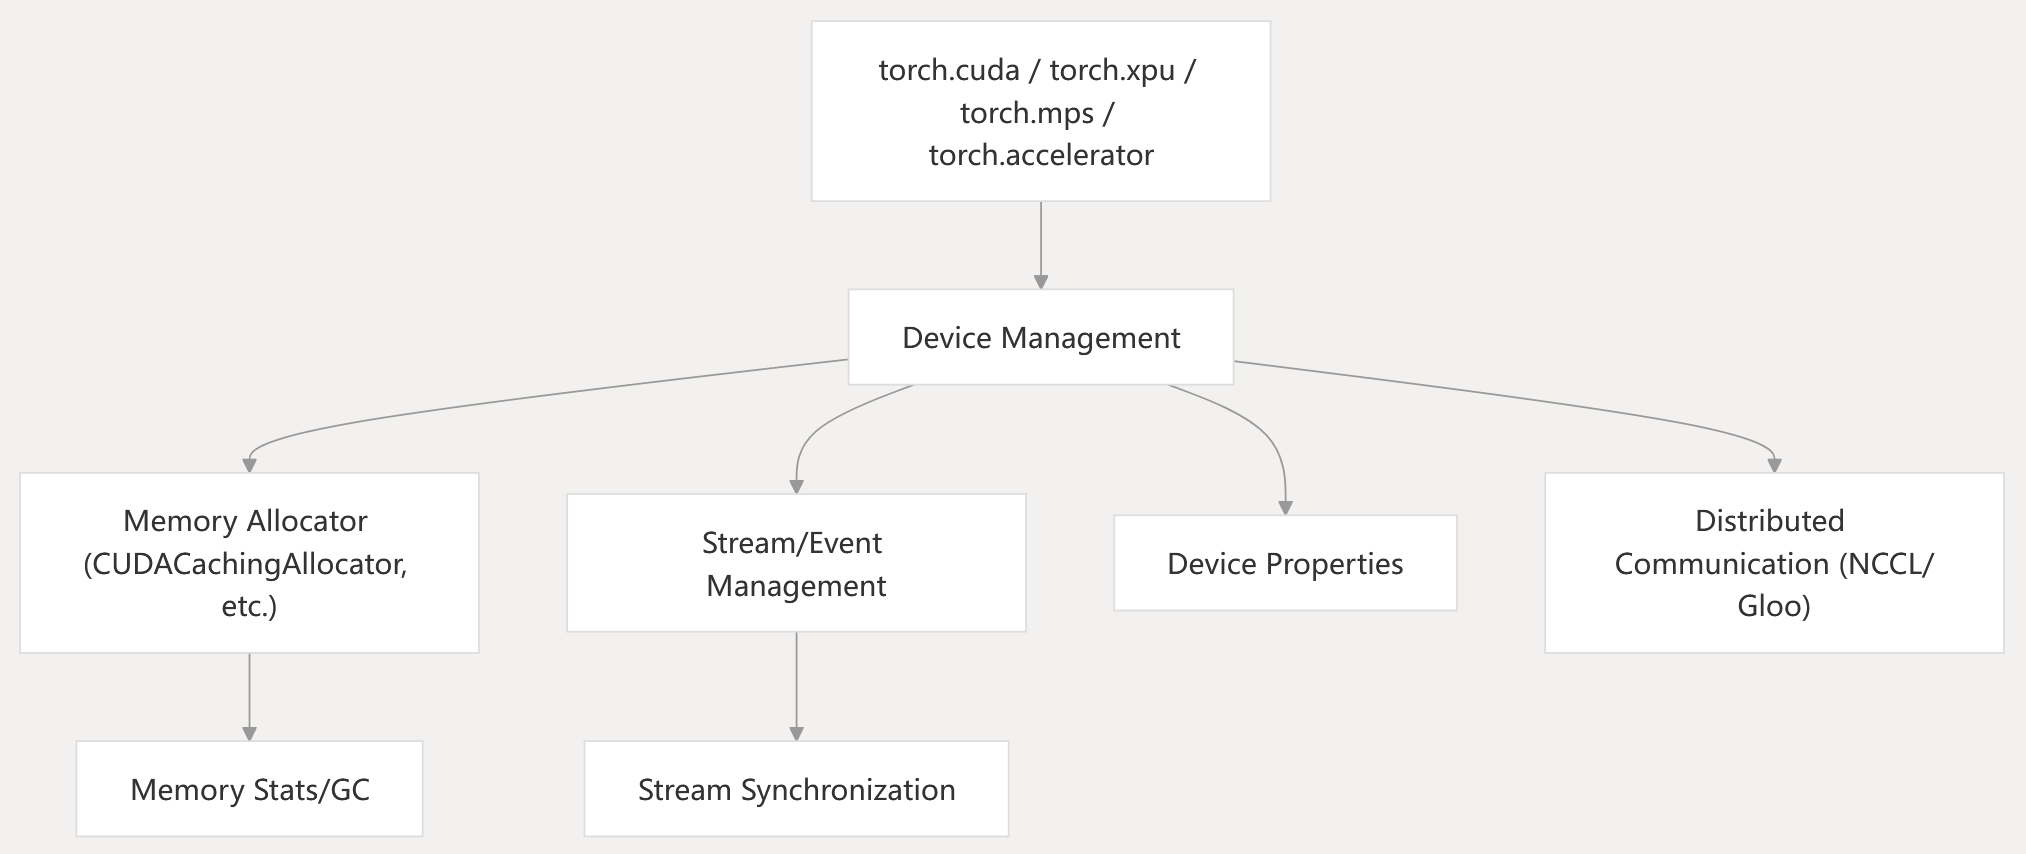 torch.cuda / torch.xpu /
torch.mps /
torch.accelerator
Device Management
Memory Allocator
(CUDACachingAllocator,
etc.)
Stream/Event
Management
Device Properties
Distributed
Communication (NCCL/
Gloo)
Memory Stats/GC
Stream Synchronization